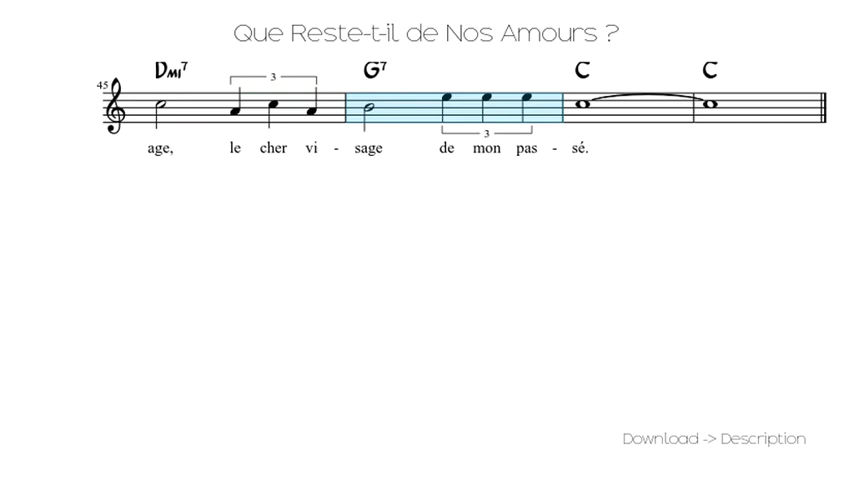 Que Reste-t-il de Nos Amours ?
Dmi7 G7 C C
45 3
3
age, le cher vi - sage de mon pas - sé.
Download -> Description